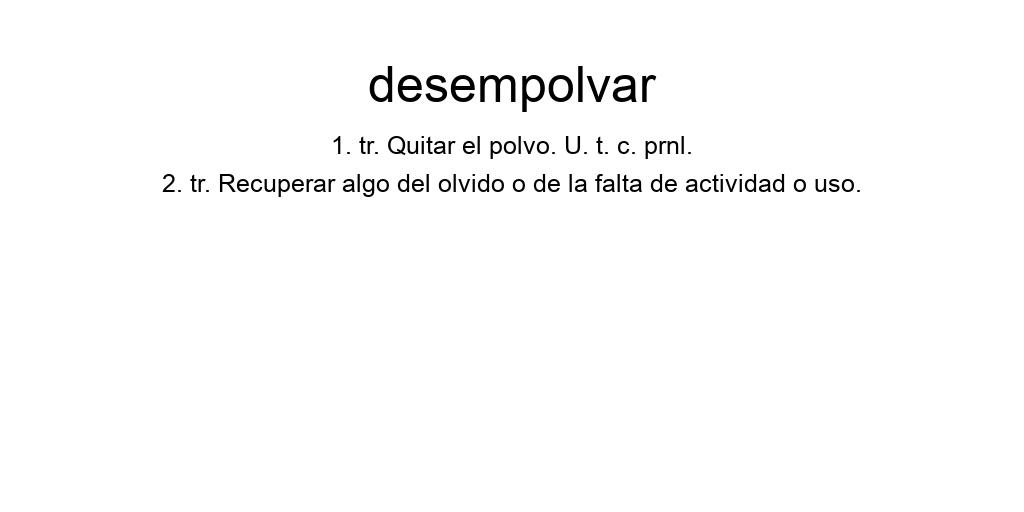 desempolvar
1. tr. Quitar el polvo. U. t. c. prnl.
2. tr. Recuperar algo del olvido o de la falta de actividad o uso.